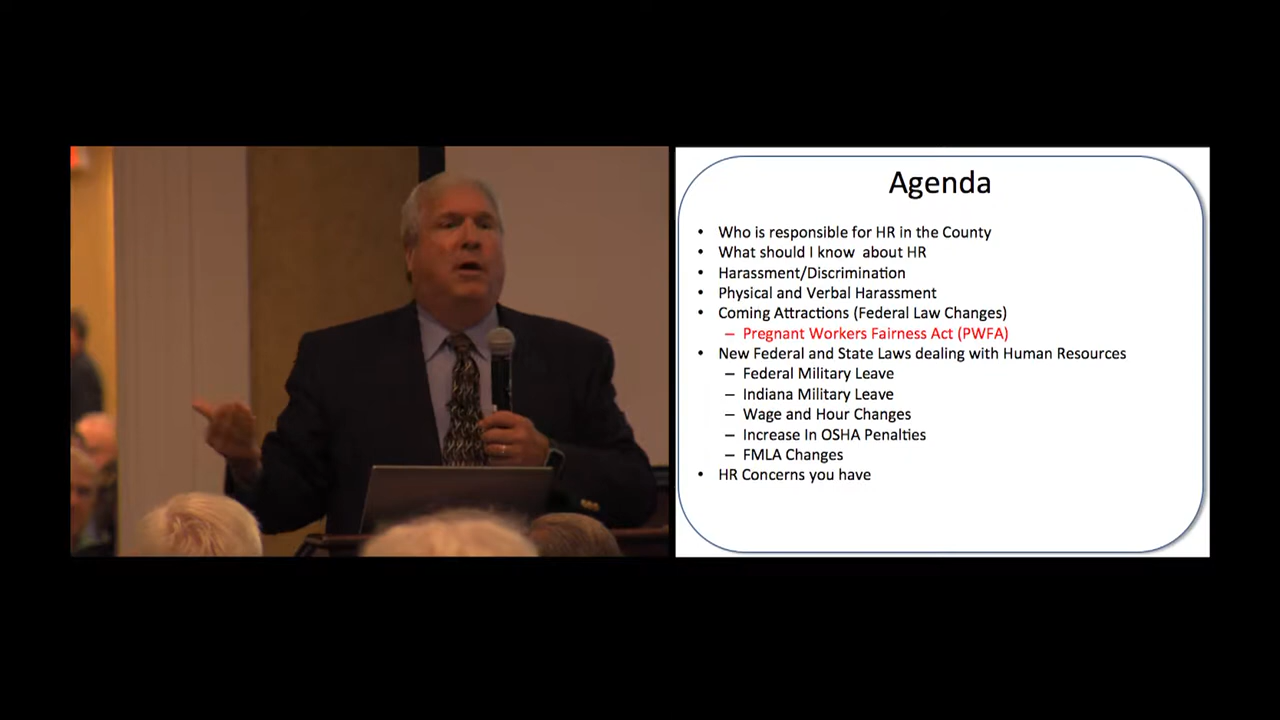 Agenda
• Who is responsible for HR in the County
• What should I know about HR
• Harassment/Discrimination
• Physical and Verbal Harassment
• Coming Attractions (Federal Law Changes)
– Pregnant Workers Fairness Act (PWFA)
• New Federal and State Laws dealing with Human Resources
– Federal Military Leave
– Indiana Military Leave
– Wage and Hour Changes
– Increase In OSHA Penalties
– FMLA Changes
• HR Concerns you have